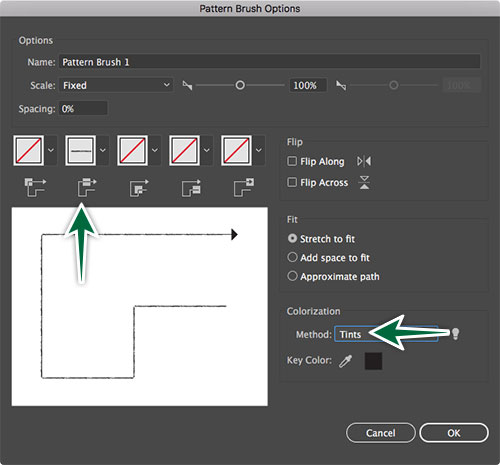 Pattern Brush Options
Options
Name: Pattern Brush 1
Scale: Fixed 100% 100%
Spacing: 0%
Flip
Flip Along
Flip Across
Fit
Stretch to fit
Add space to fit
Approximate path
Colorization
Method: Tints
Key Color:
Cancel OK